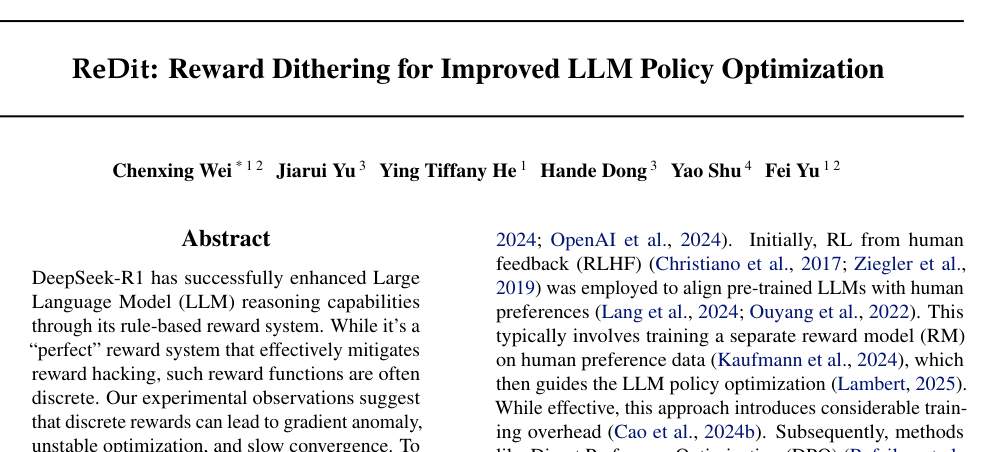 ReDit: Reward Dithering for Improved LLM Policy Optimization
Chenxing Wei * 1 2 Jiarui Yu 3 Ying Tiffany He 1 Hande Dong 3 Yao Shu 4 Fei Yu 1 2
Abstract
DeepSeek-R1 has successfully enhanced Large
Language Model (LLM) reasoning capabilities
through its rule-based reward system. While it's a
“perfect” reward system that effectively mitigates
reward hacking, such reward functions are often
discrete. Our experimental observations suggest
that discrete rewards can lead to gradient anomaly,
unstable optimization, and slow convergence. To
2024; OpenAI et al., 2024). Initially, RL from human
feedback (RLHF) (Christiano et al., 2017; Ziegler et al.,
2019) was employed to align pre-trained LLMs with human
preferences (Lang et al., 2024; Ouyang et al., 2022). This
typically involves training a separate reward model (RM)
on human preference data (Kaufmann et al., 2024), which
then guides the LLM policy optimization (Lambert, 2025).
While effective, this approach introduces considerable train-
ing overhead (Cao et al., 2024b). Subsequently, methods